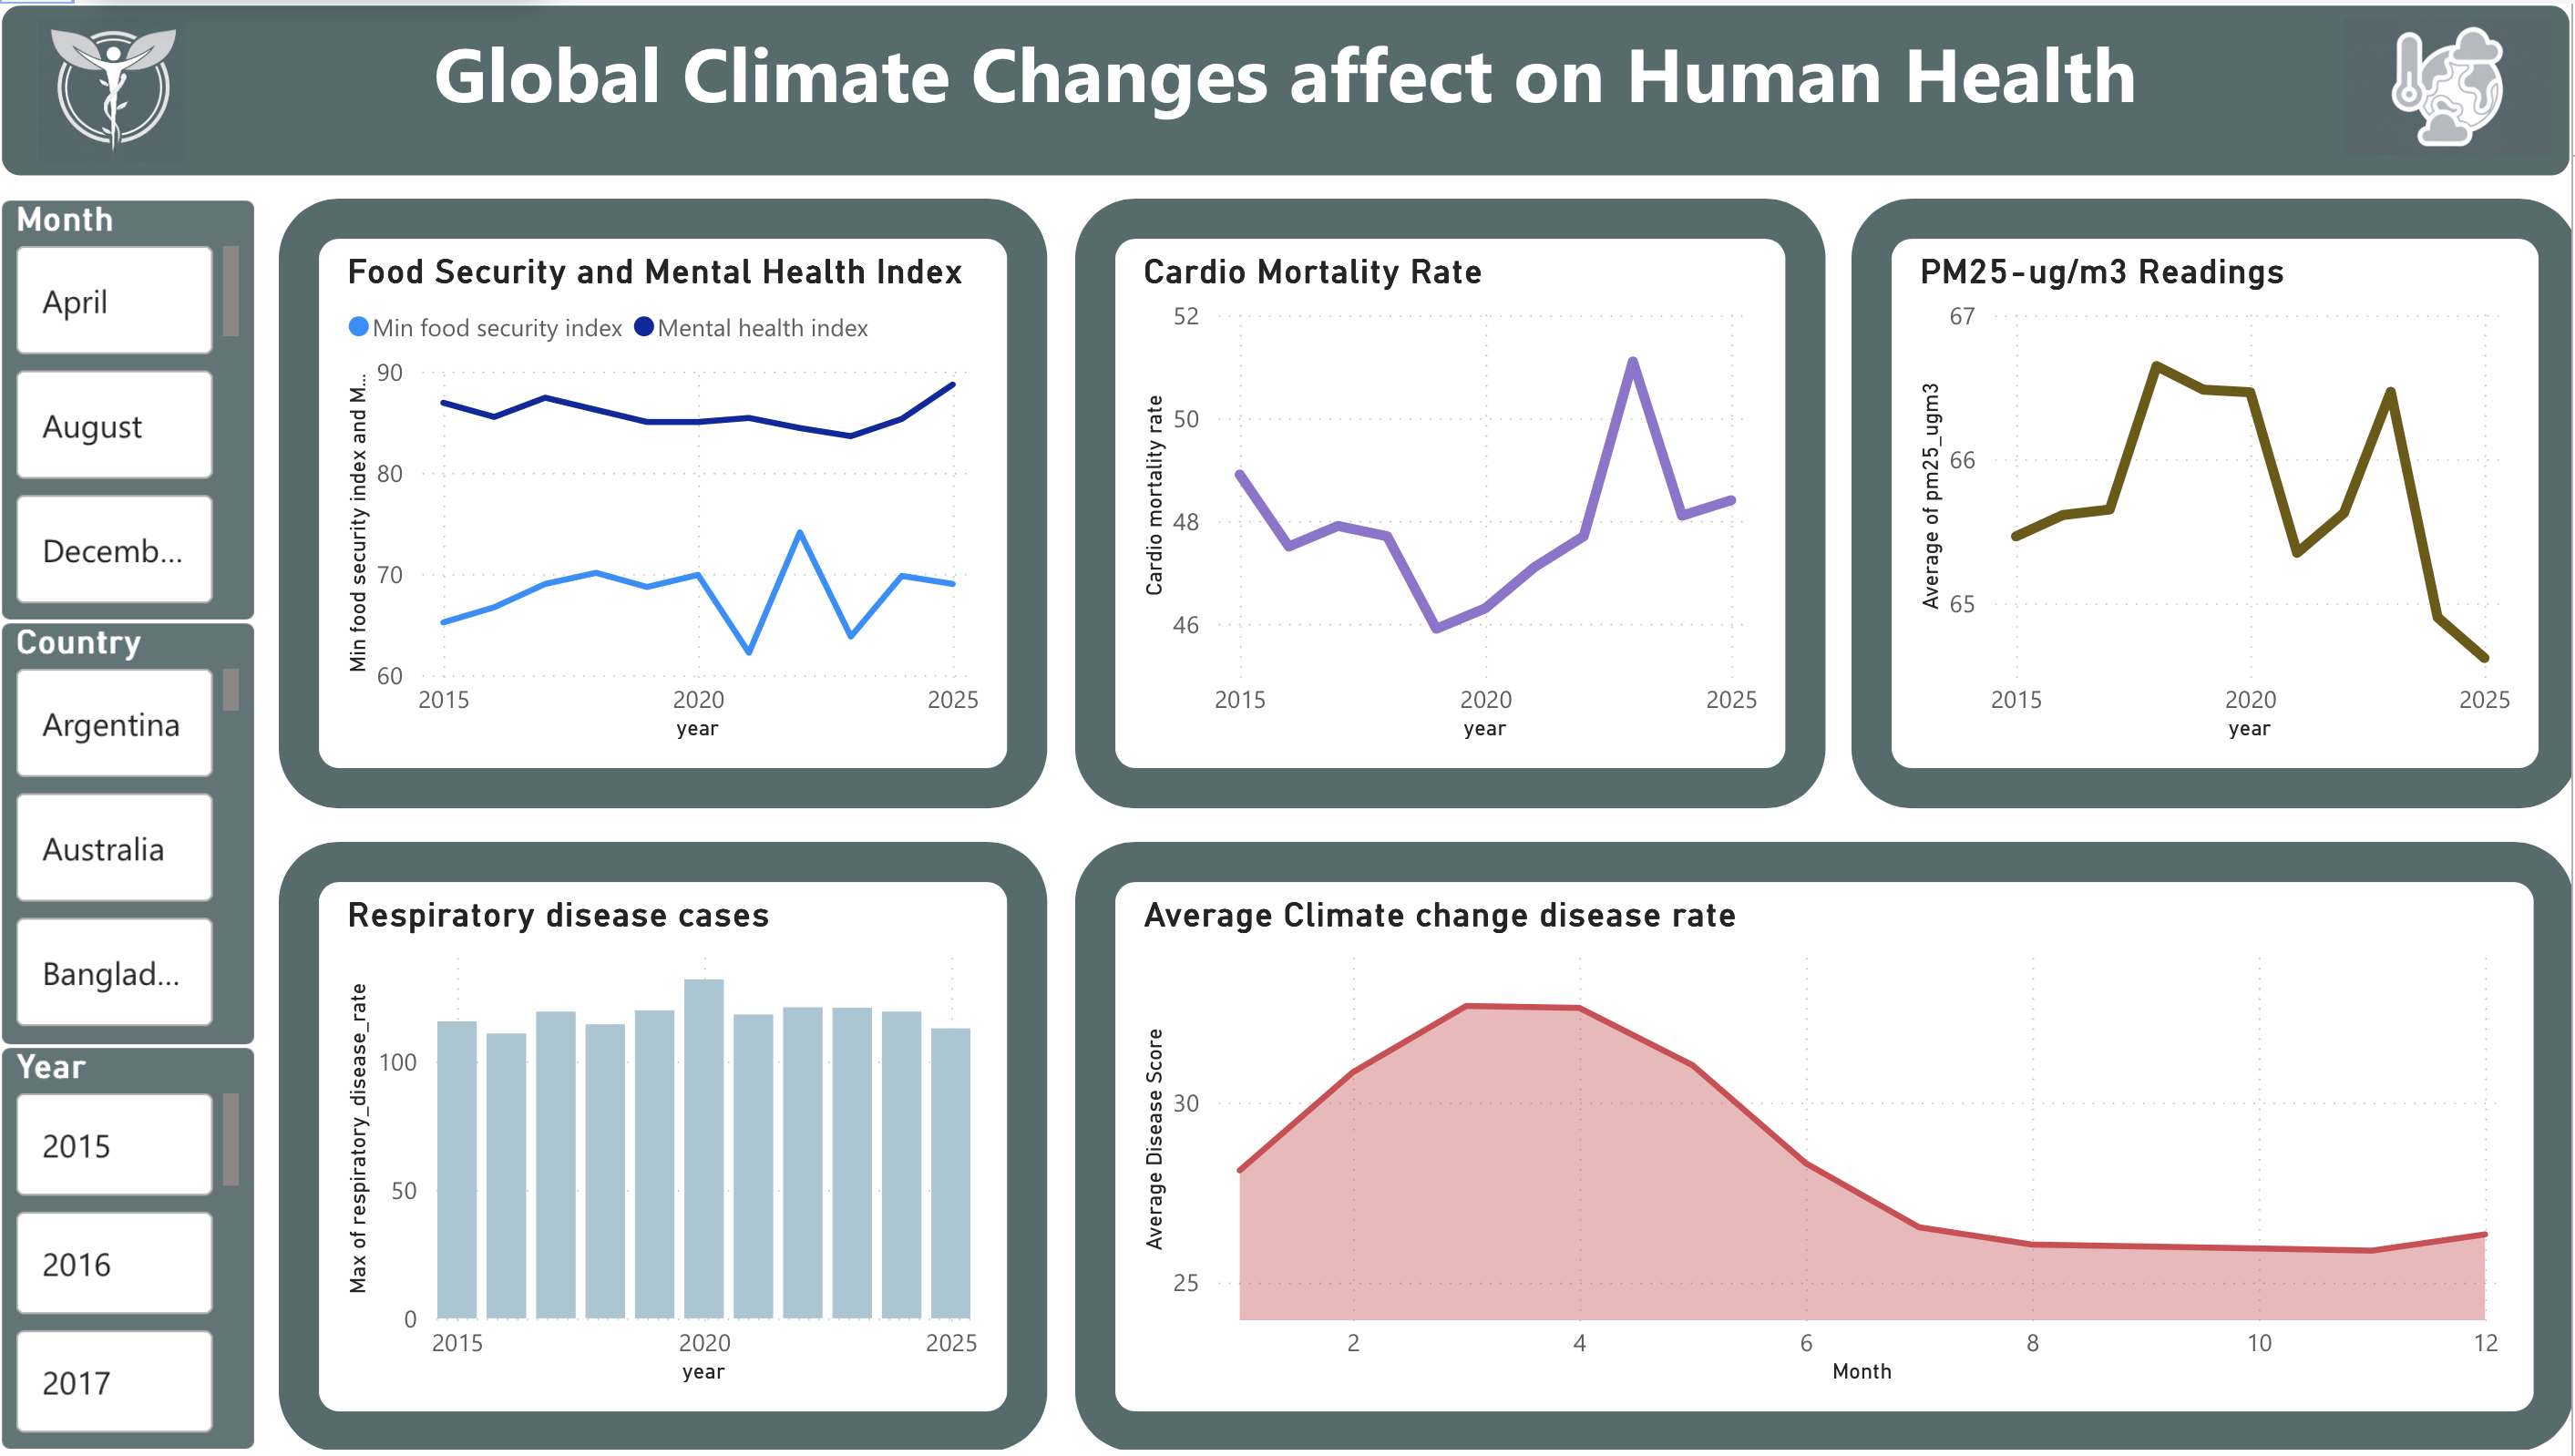 Global Climate Changes affect on Human Health
Month
April
August
Decemb...
Country
Argentina
Australia
Banglad...
Year
2015
2016
2017
Food Security and Mental Health Index
Min food security index Mental health index
Min food security index and M...
90
80
70
60
2015 2020 2025
year
Cardio Mortality Rate
Cardio mortality rate
52
50
48
46
2015 2020 2025
year
PM25-ug/m3 Readings
Average of pm25_ugm3
67
66
65
2015 2020 2025
year
Respiratory disease cases
Max of respiratory_disease_rate
100
50
0
2015 2020 2025
year
Average Climate change disease rate
Average Disease Score
30
25
2 4 6 8 10 12
Month